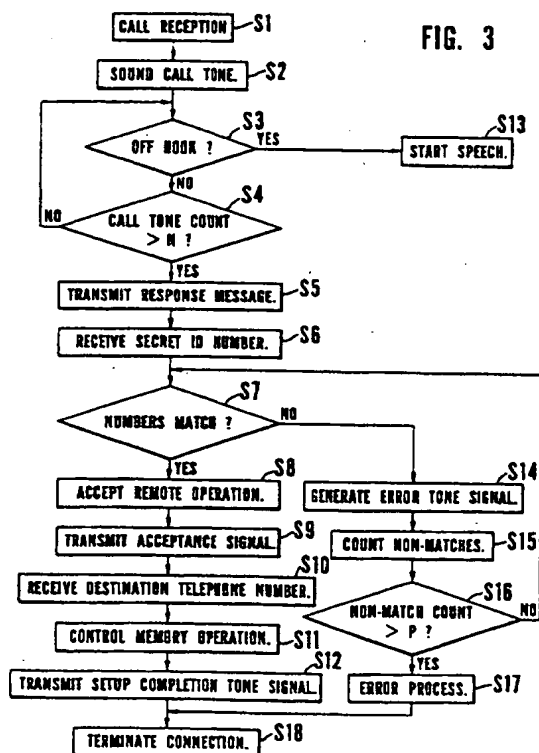 CALL RECEPTION S1
FIG. 3
SOUND CALL TONE. S2
S3
OFF HOOK ? YES
S13
START SPEECH.
NO
S4
NO
CALL TONE COUNT
> N ?
YES
TRANSMIT RESPONSE MESSAGE. S5
RECEIVE SECRET ID NUMBER. S6
S7
NUMBERS MATCH ? NO
YES
S8
ACCEPT REMOTE OPERATION.
S14
GENERATE ERROR TONE SIGNAL.
S9
TRANSMIT ACCEPTANCE SIGNAL.
COUNT NON-MATCHES. S15
S10
RECEIVE DESTINATION TELEPHONE NUMBER.
S16
NON-MATCH COUNT
> P ?
NO
CONTROL MEMORY OPERATION. S11
S12
TRANSMIT SETUP COMPLETION TONE SIGNAL.
YES
ERROR PROCESS. S17
TERMINATE CONNECTION. S18